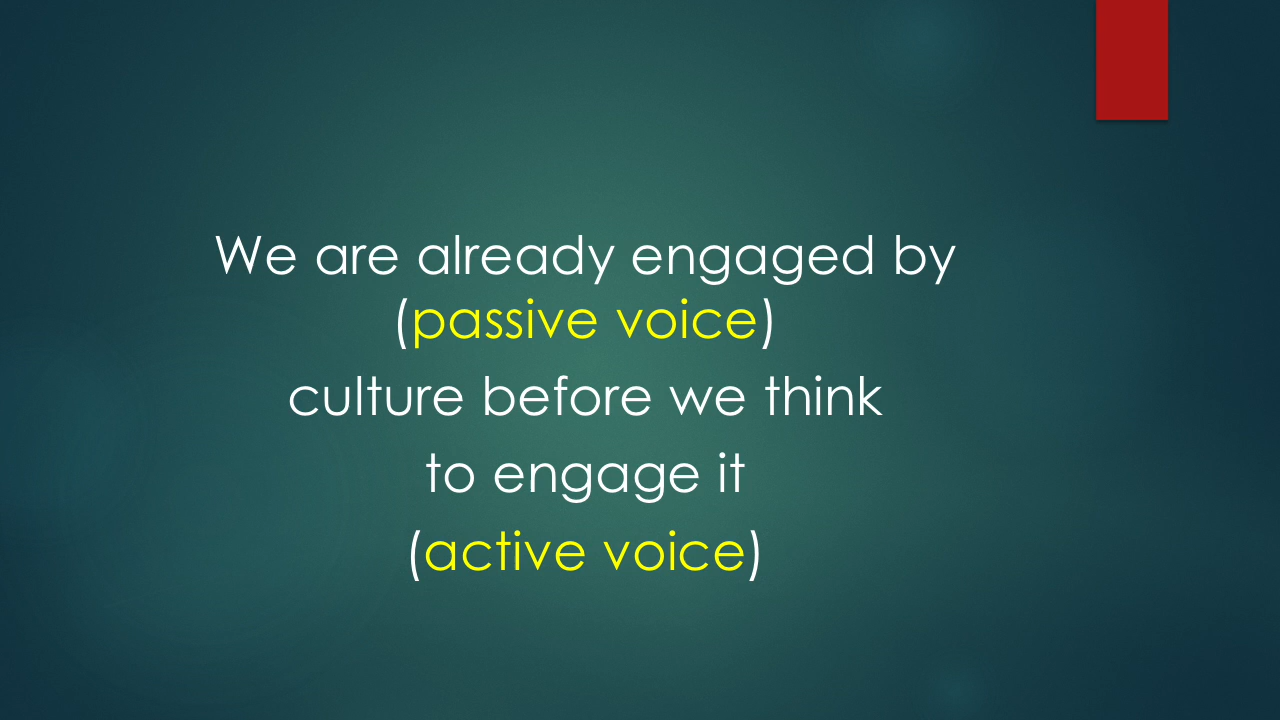 We are already engaged by
(passive voice)
culture before we think
to engage it
(active voice)